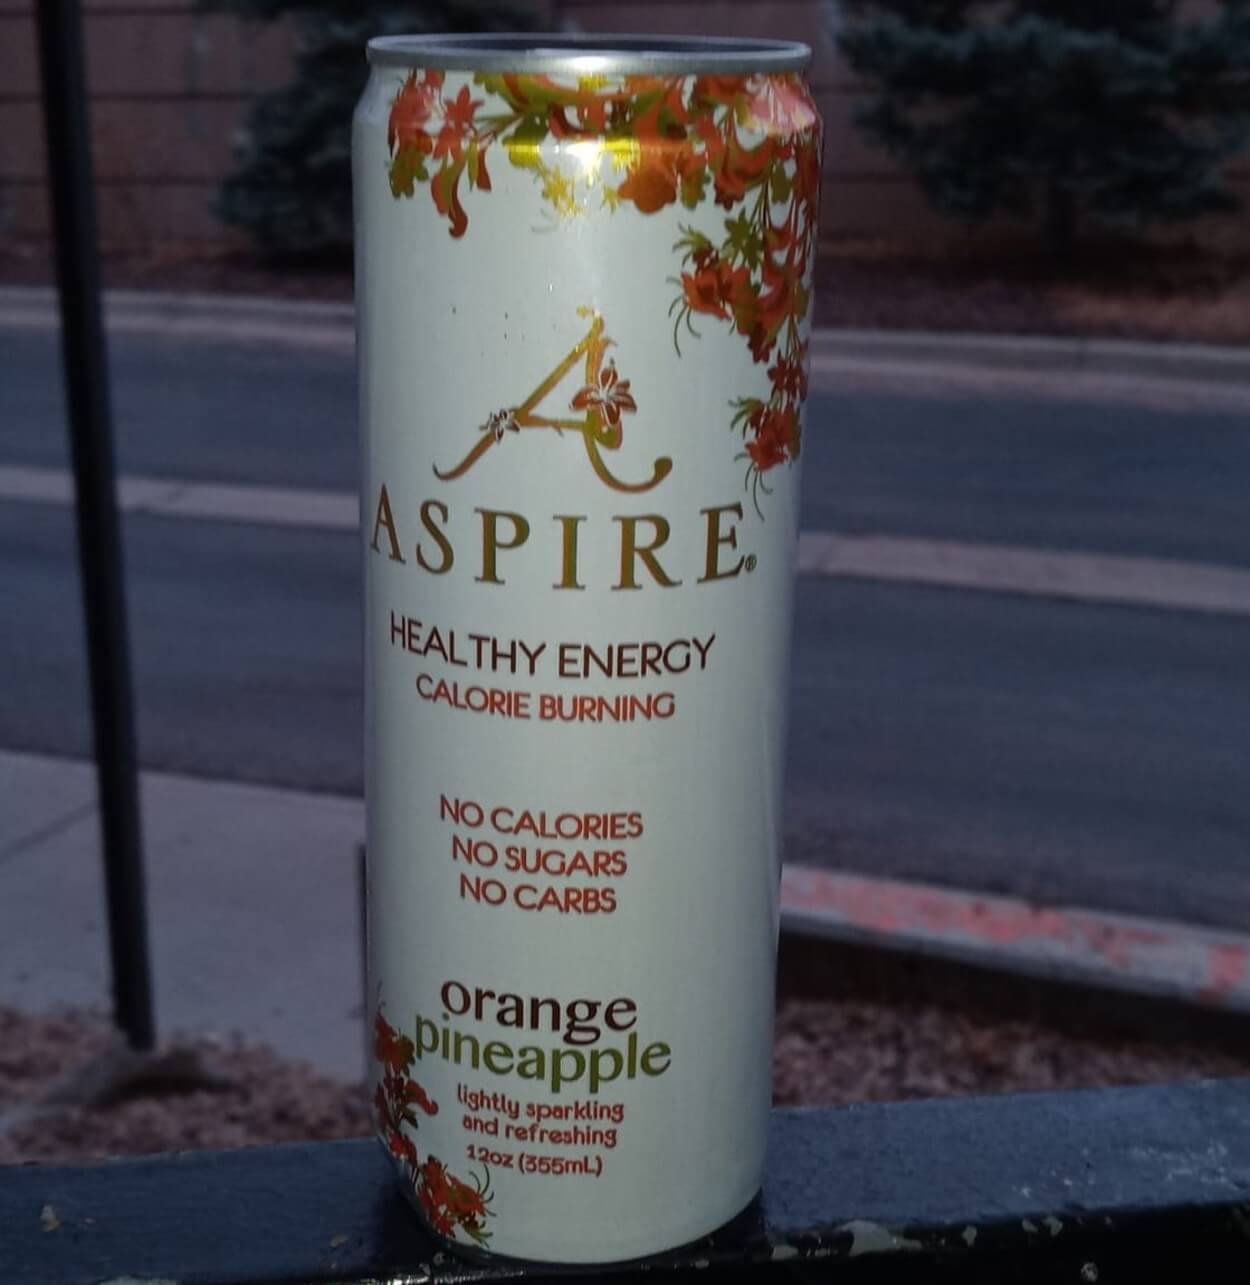 A
ASPIRE®
HEALTHY ENERGY
CALORIE BURNING
NO CALORIES
NO SUGARS
NO CARBS
orange
pineapple
lightly sparkling
and refreshing
12oz (355mL)